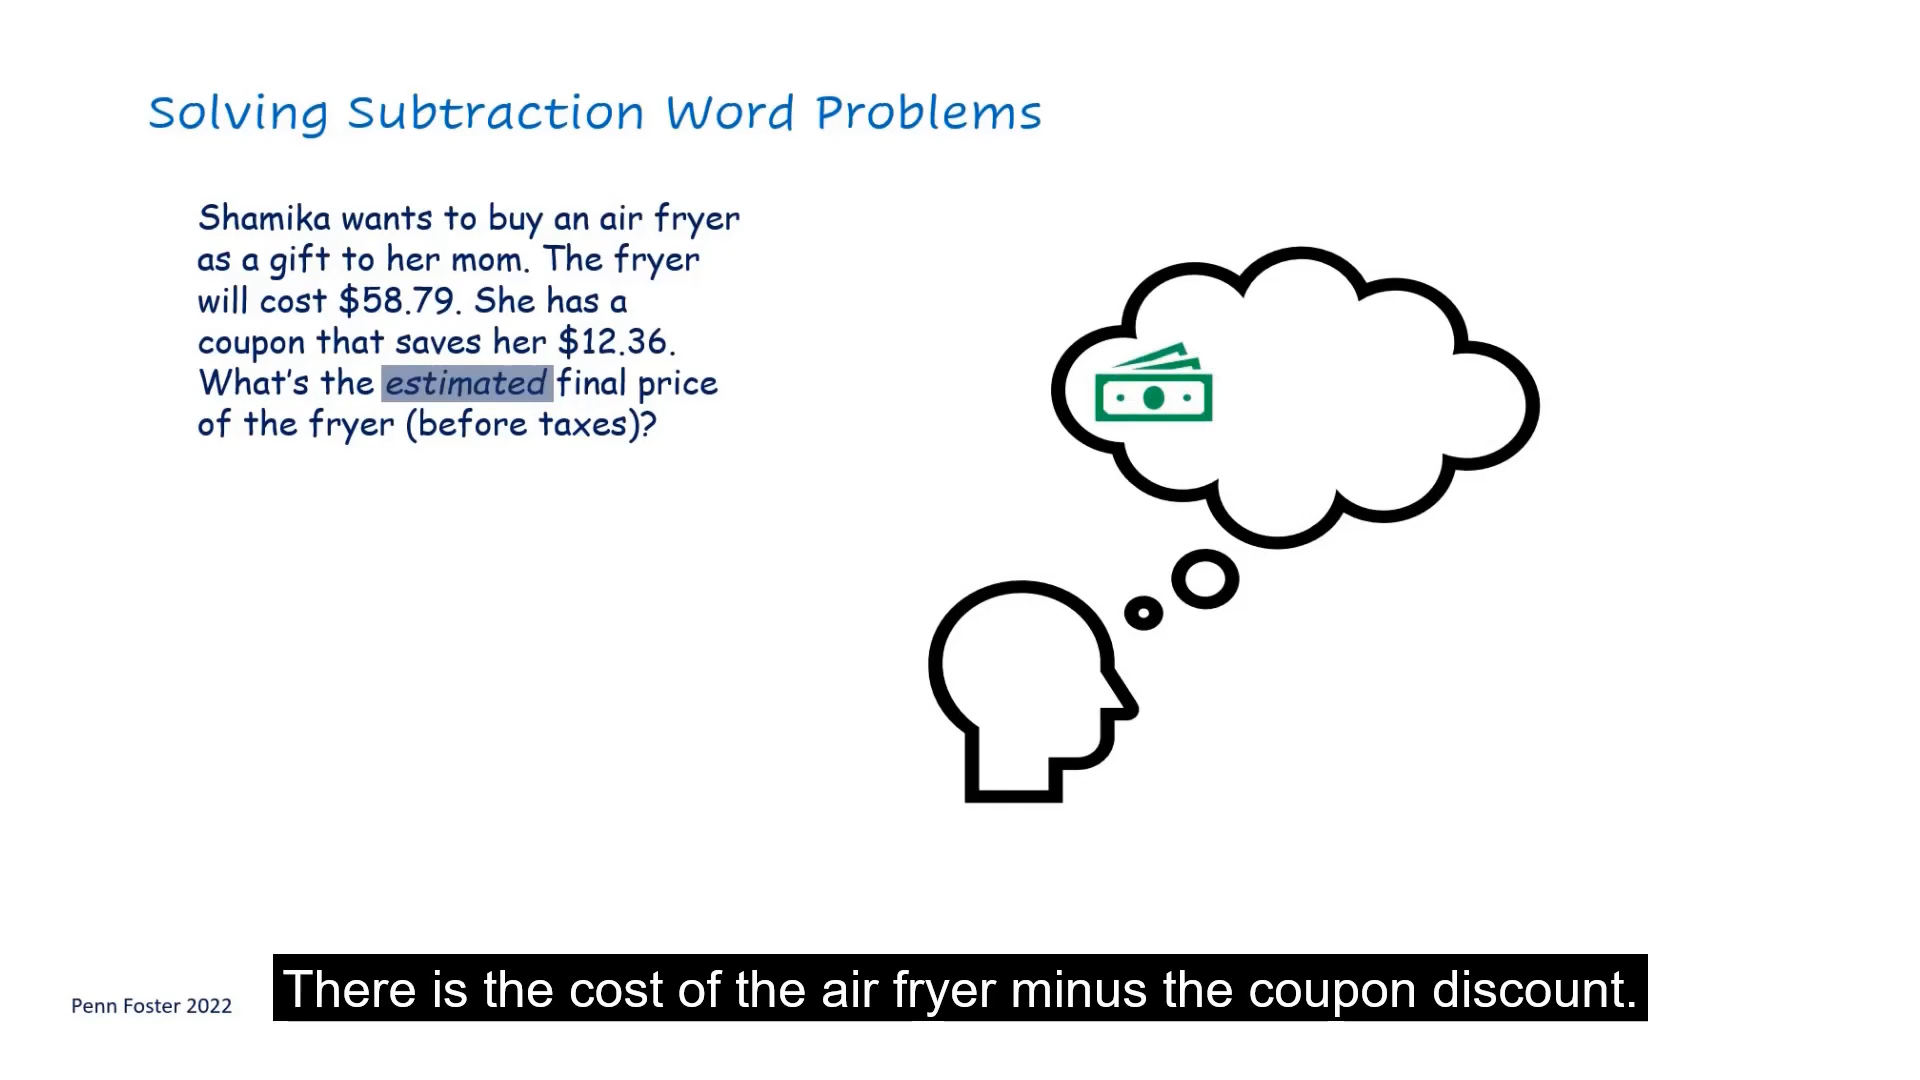 Solving Subtraction Word Problems
Shamika wants to buy an air fryer
as a gift to her mom. The fryer
will cost $58.79. She has a
coupon that saves her $12.36.
What's the estimated final price
of the fryer (before taxes)?
There is the cost of the air fryer minus the coupon discount.
Penn Foster 2022